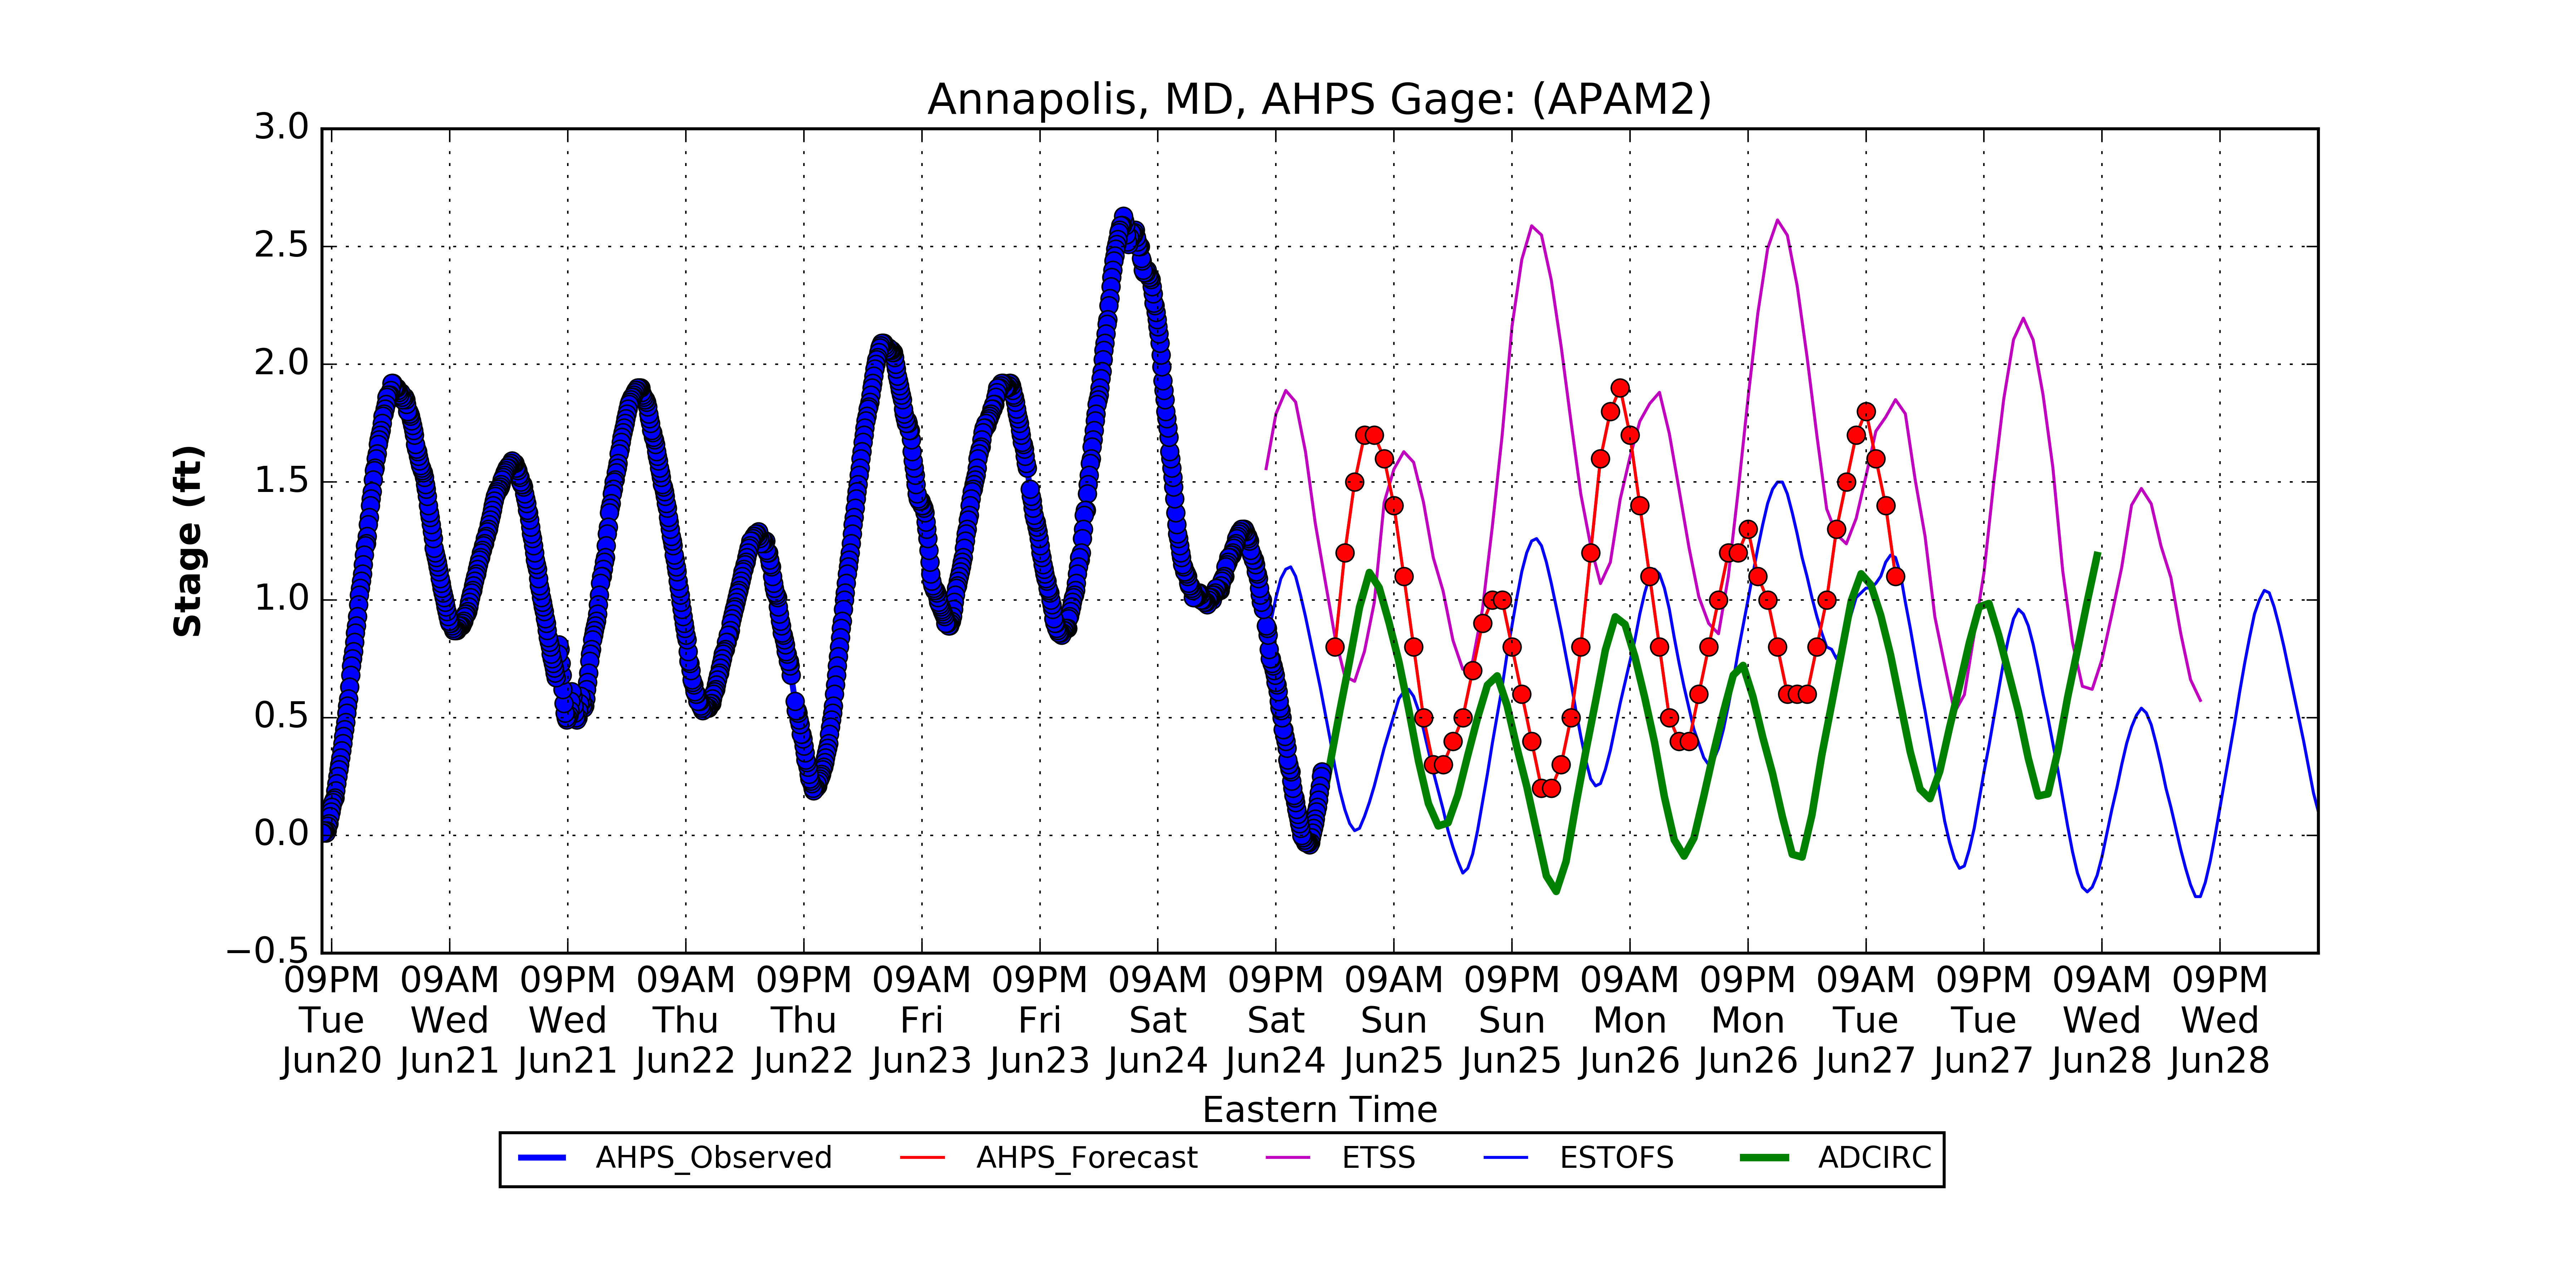 Annapolis, MD, AHPS Gage: (APAM2)
Stage (ft)
3.0
2.5
2.0
1.5
1.0
0.5
0.0
−0.5
09PM 09AM 09PM 09AM 09PM 09AM 09PM 09AM 09PM 09AM 09PM 09AM 09PM 09AM 09PM 09AM 09PM
Tue Wed Wed Thu Thu Fri Fri Sat Sat Sun Sun Mon Mon Tue Tue Wed Wed
Jun20 Jun21 Jun21 Jun22 Jun22 Jun23 Jun23 Jun24 Jun24 Jun25 Jun25 Jun26 Jun26 Jun27 Jun27 Jun28 Jun28
Eastern Time
AHPS_Observed AHPS_Forecast ETSS ESTOFS ADCIRC